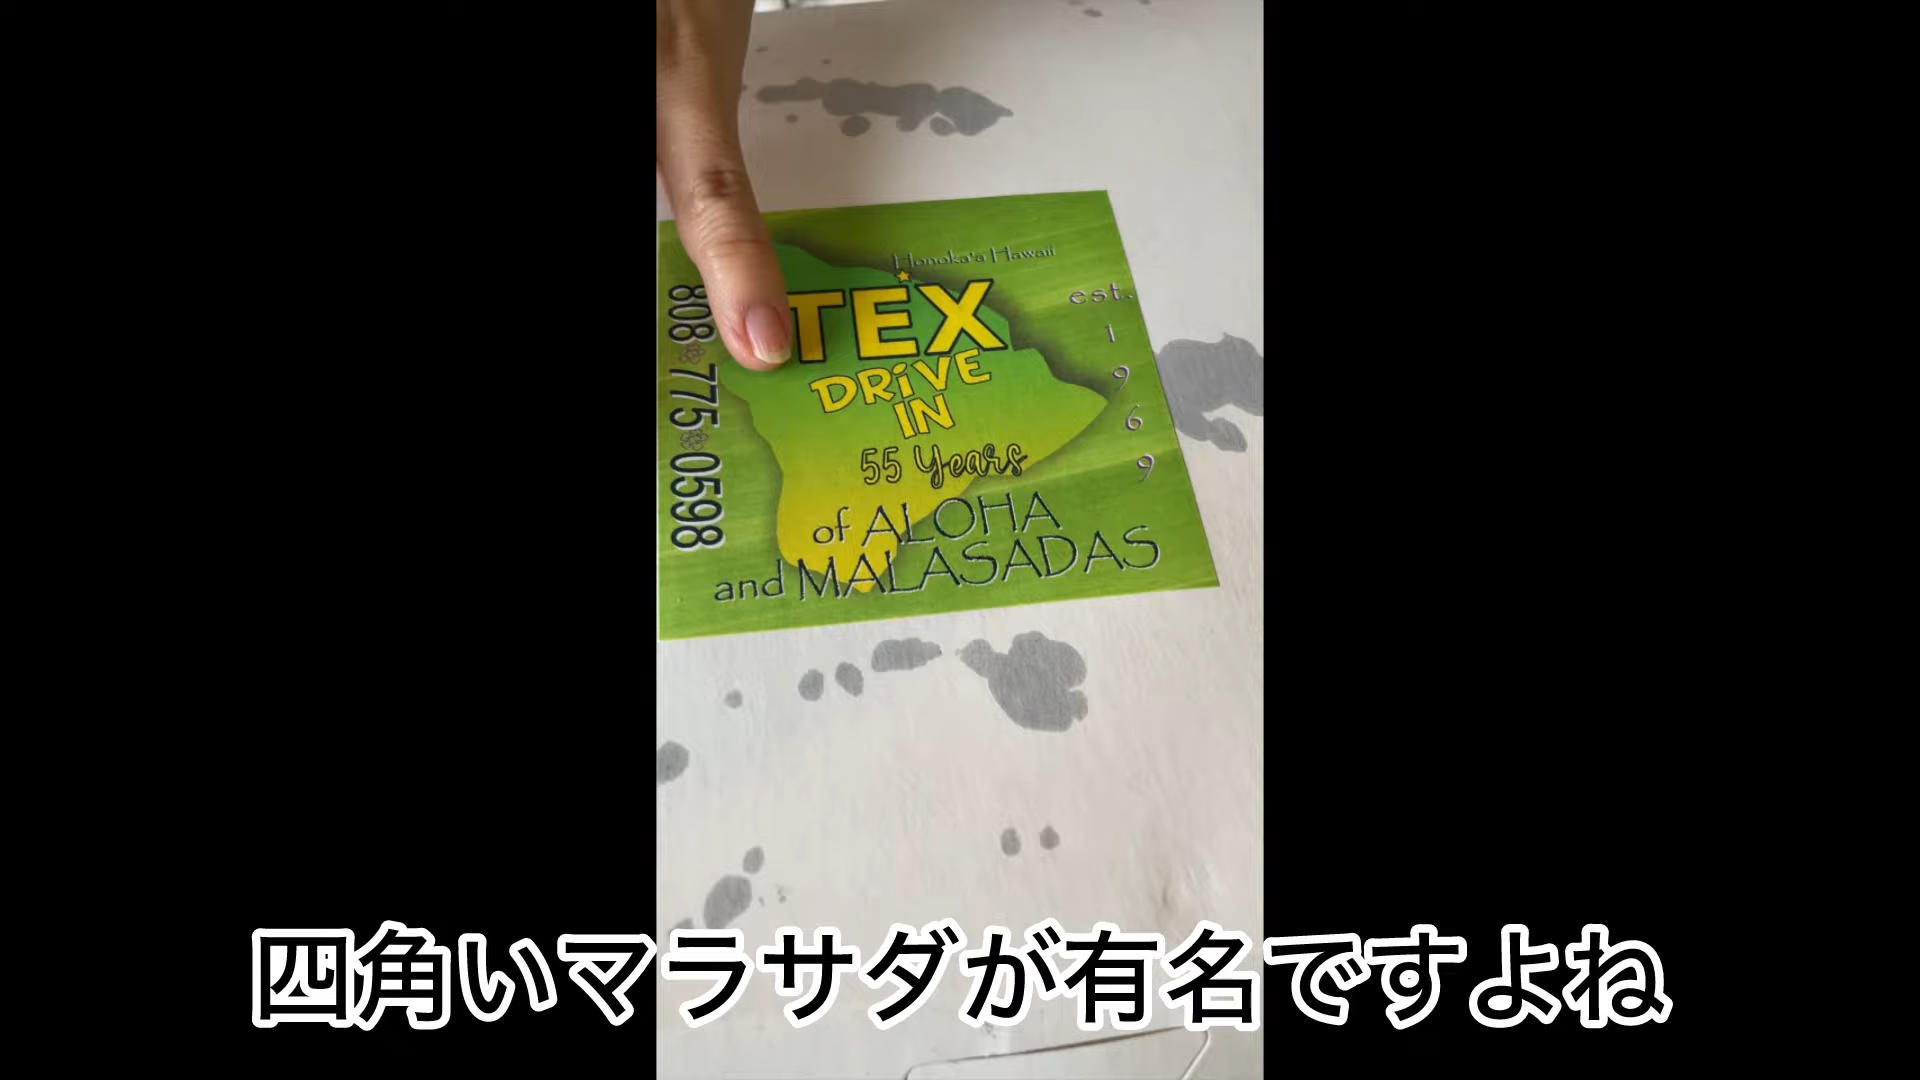 Honoka'a Hawaii
TEX
DRIVE
IN
55 Years
of ALOHA
and MALASADAS
est.
1
9
6
9
808 775 0598
四角いマラサダが有名ですよね